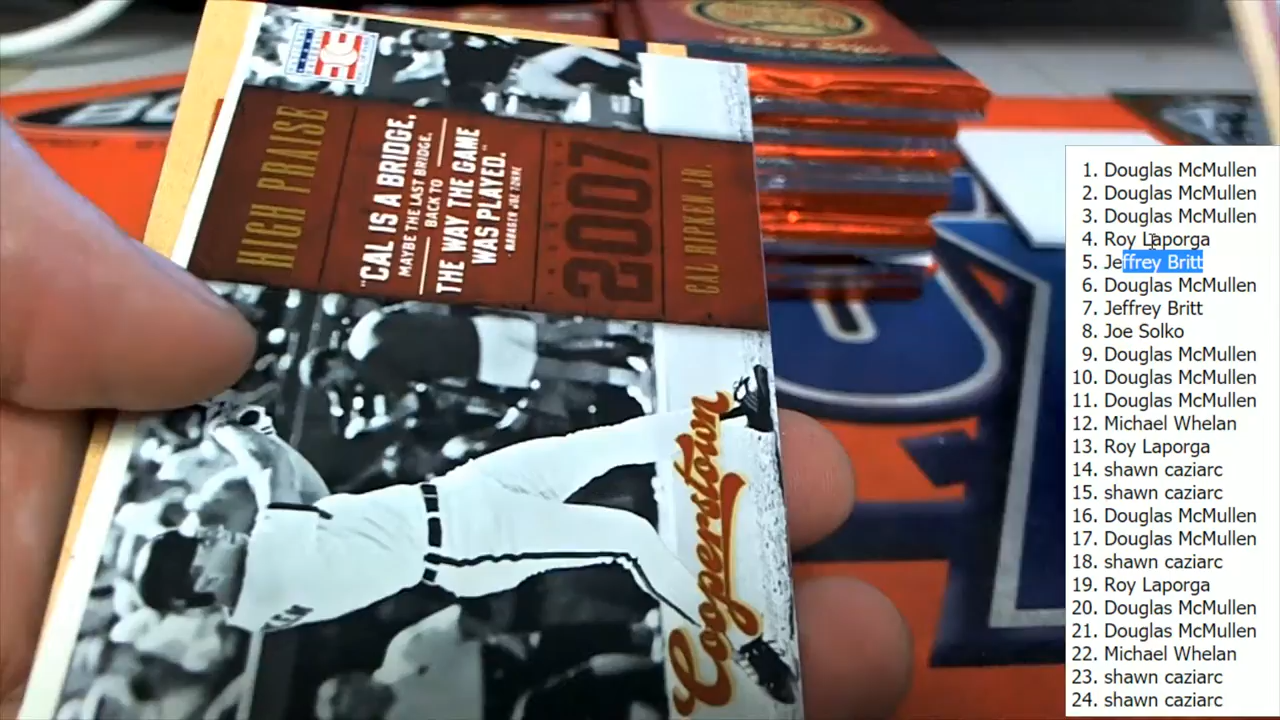 HIGH PRAISE
"CAL IS A BRIDGE,
MAYBE THE LAST BRIDGE,
BACK TO
THE WAY THE GAME
WAS PLAYED."
- MANAGER JOE TORRE
2007
CAL RIPKEN JR.
Cooperstown
1. Douglas McMullen
2. Douglas McMullen
3. Douglas McMullen
4. Roy Laporga
5. Jeffrey Britt
6. Douglas McMullen
7. Jeffrey Britt
8. Joe Solko
9. Douglas McMullen
10. Douglas McMullen
11. Douglas McMullen
12. Michael Whelan
13. Roy Laporga
14. shawn caziarc
15. shawn caziarc
16. Douglas McMullen
17. Douglas McMullen
18. shawn caziarc
19. Roy Laporga
20. Douglas McMullen
21. Douglas McMullen
22. Michael Whelan
23. shawn caziarc
24. shawn caziarc